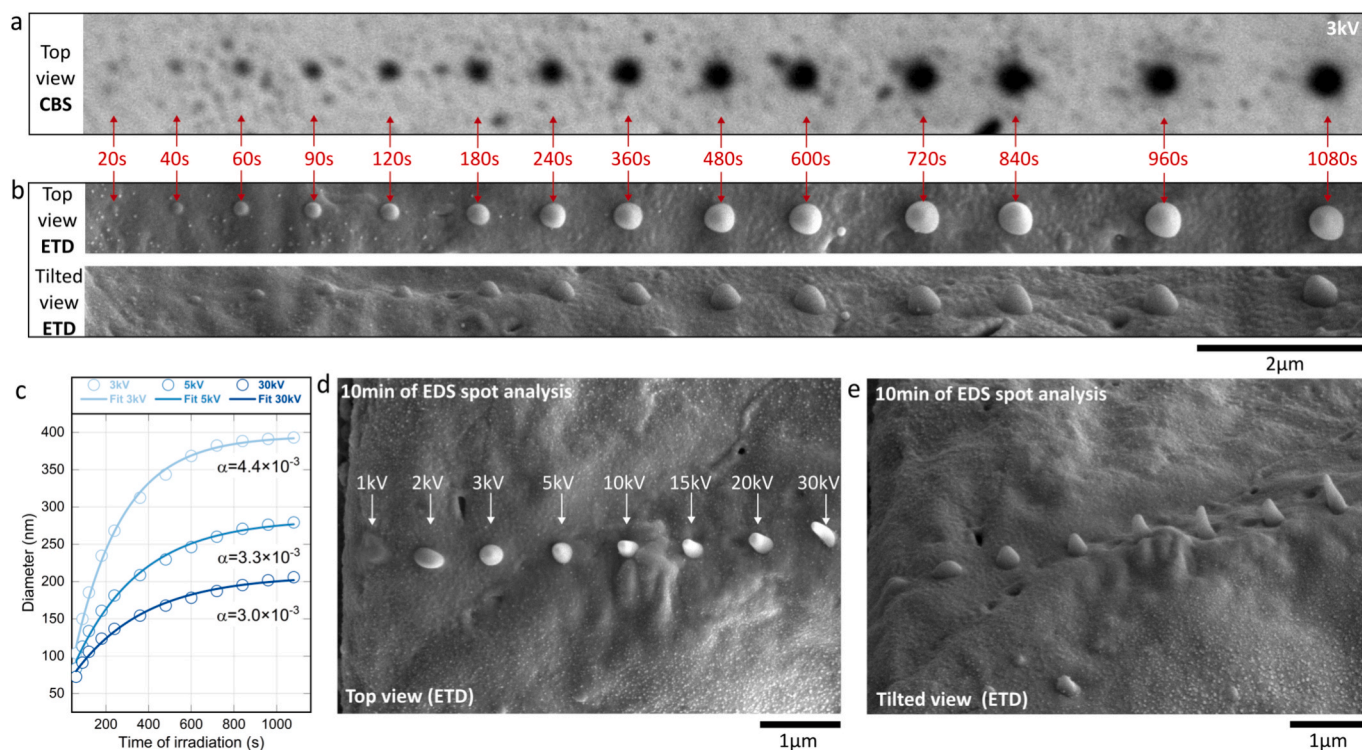 a
Top
view
CBS
3kV
20s 40s 60s 90s 120s 180s 240s 360s 480s 600s 720s 840s 960s 1080s
b
Top
view
ETD
Tilted
view
ETD
2μm
c
3kV 5kV 30kV
Fit 3kV Fit 5kV Fit 30kV
400
350
300
250
200
150
100
50
Diameter (nm)
α=4.4×10⁻³
α=3.3×10⁻³
α=3.0×10⁻³
200 400 600 800 1000
Time of irradiation (s)
d
10min of EDS spot analysis
1kV 2kV 3kV 5kV 10kV 15kV 20kV 30kV
Top view (ETD)
1μm
e
10min of EDS spot analysis
Tilted view (ETD)
1μm